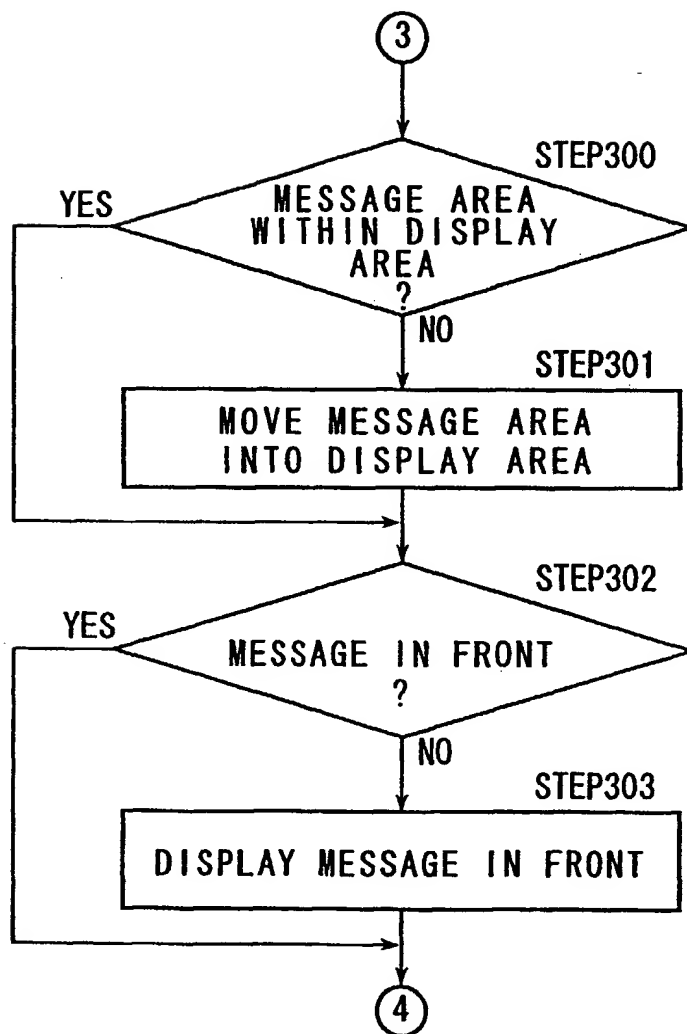 3
STEP300
YES
MESSAGE AREA
WITHIN DISPLAY
AREA
?
NO
STEP301
MOVE MESSAGE AREA
INTO DISPLAY AREA
STEP302
YES
MESSAGE IN FRONT
?
NO
STEP303
DISPLAY MESSAGE IN FRONT
4